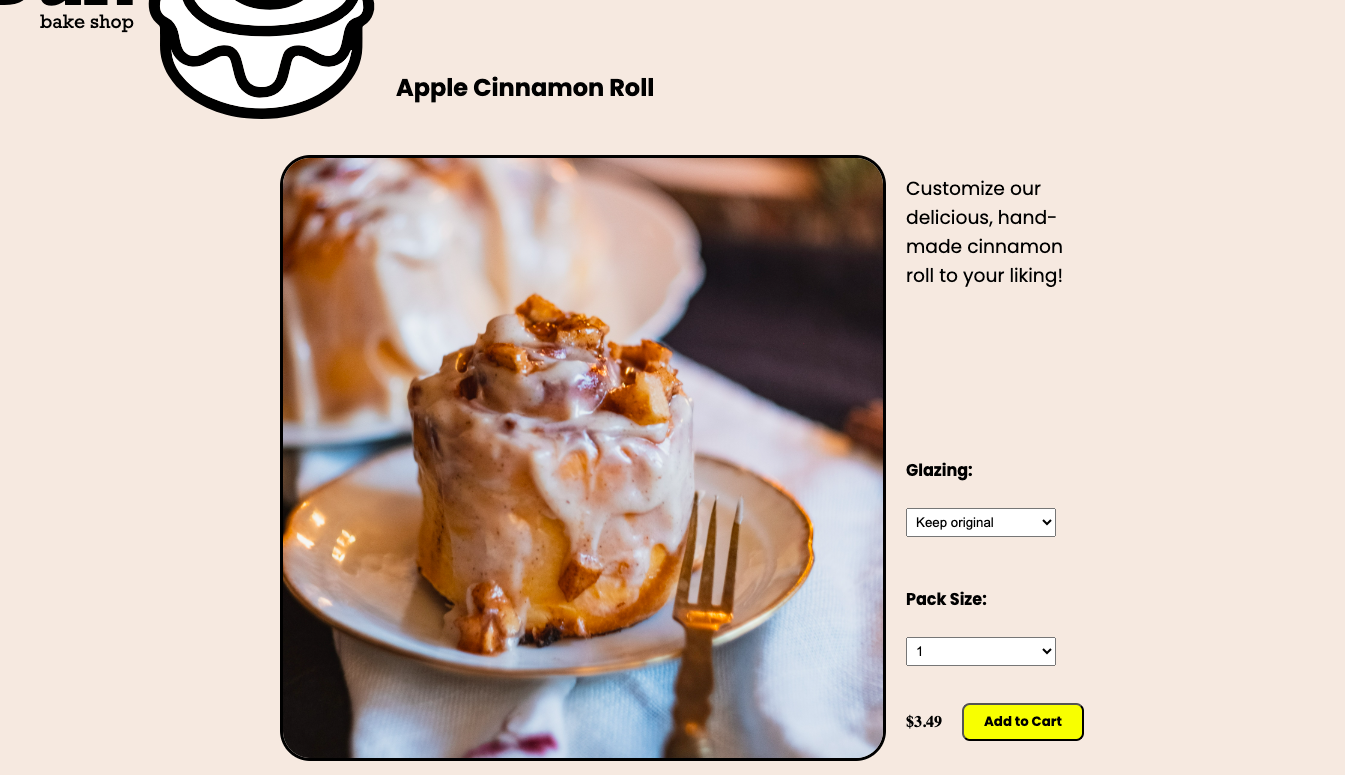 bake shop
Apple Cinnamon Roll
Customize our
delicious, hand-
made cinnamon
roll to your liking!
Glazing:
Keep original
Pack Size:
1
$3.49
Add to Cart